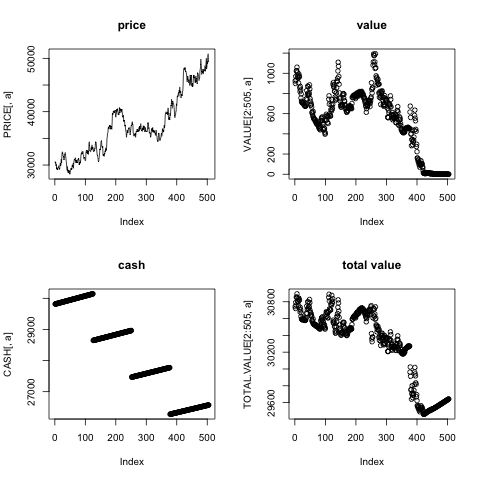 price
PRICE[, a]
30000
40000
50000
0 100 200 300 400 500
Index
value
VALUE[2:505, a]
0
200
600
1000
0 100 200 300 400 500
Index
cash
CASH[, a]
27000
29000
0 100 200 300 400 500
Index
total value
TOTAL.VALUE[2:505, a]
29600
30200
30800
0 100 200 300 400 500
Index